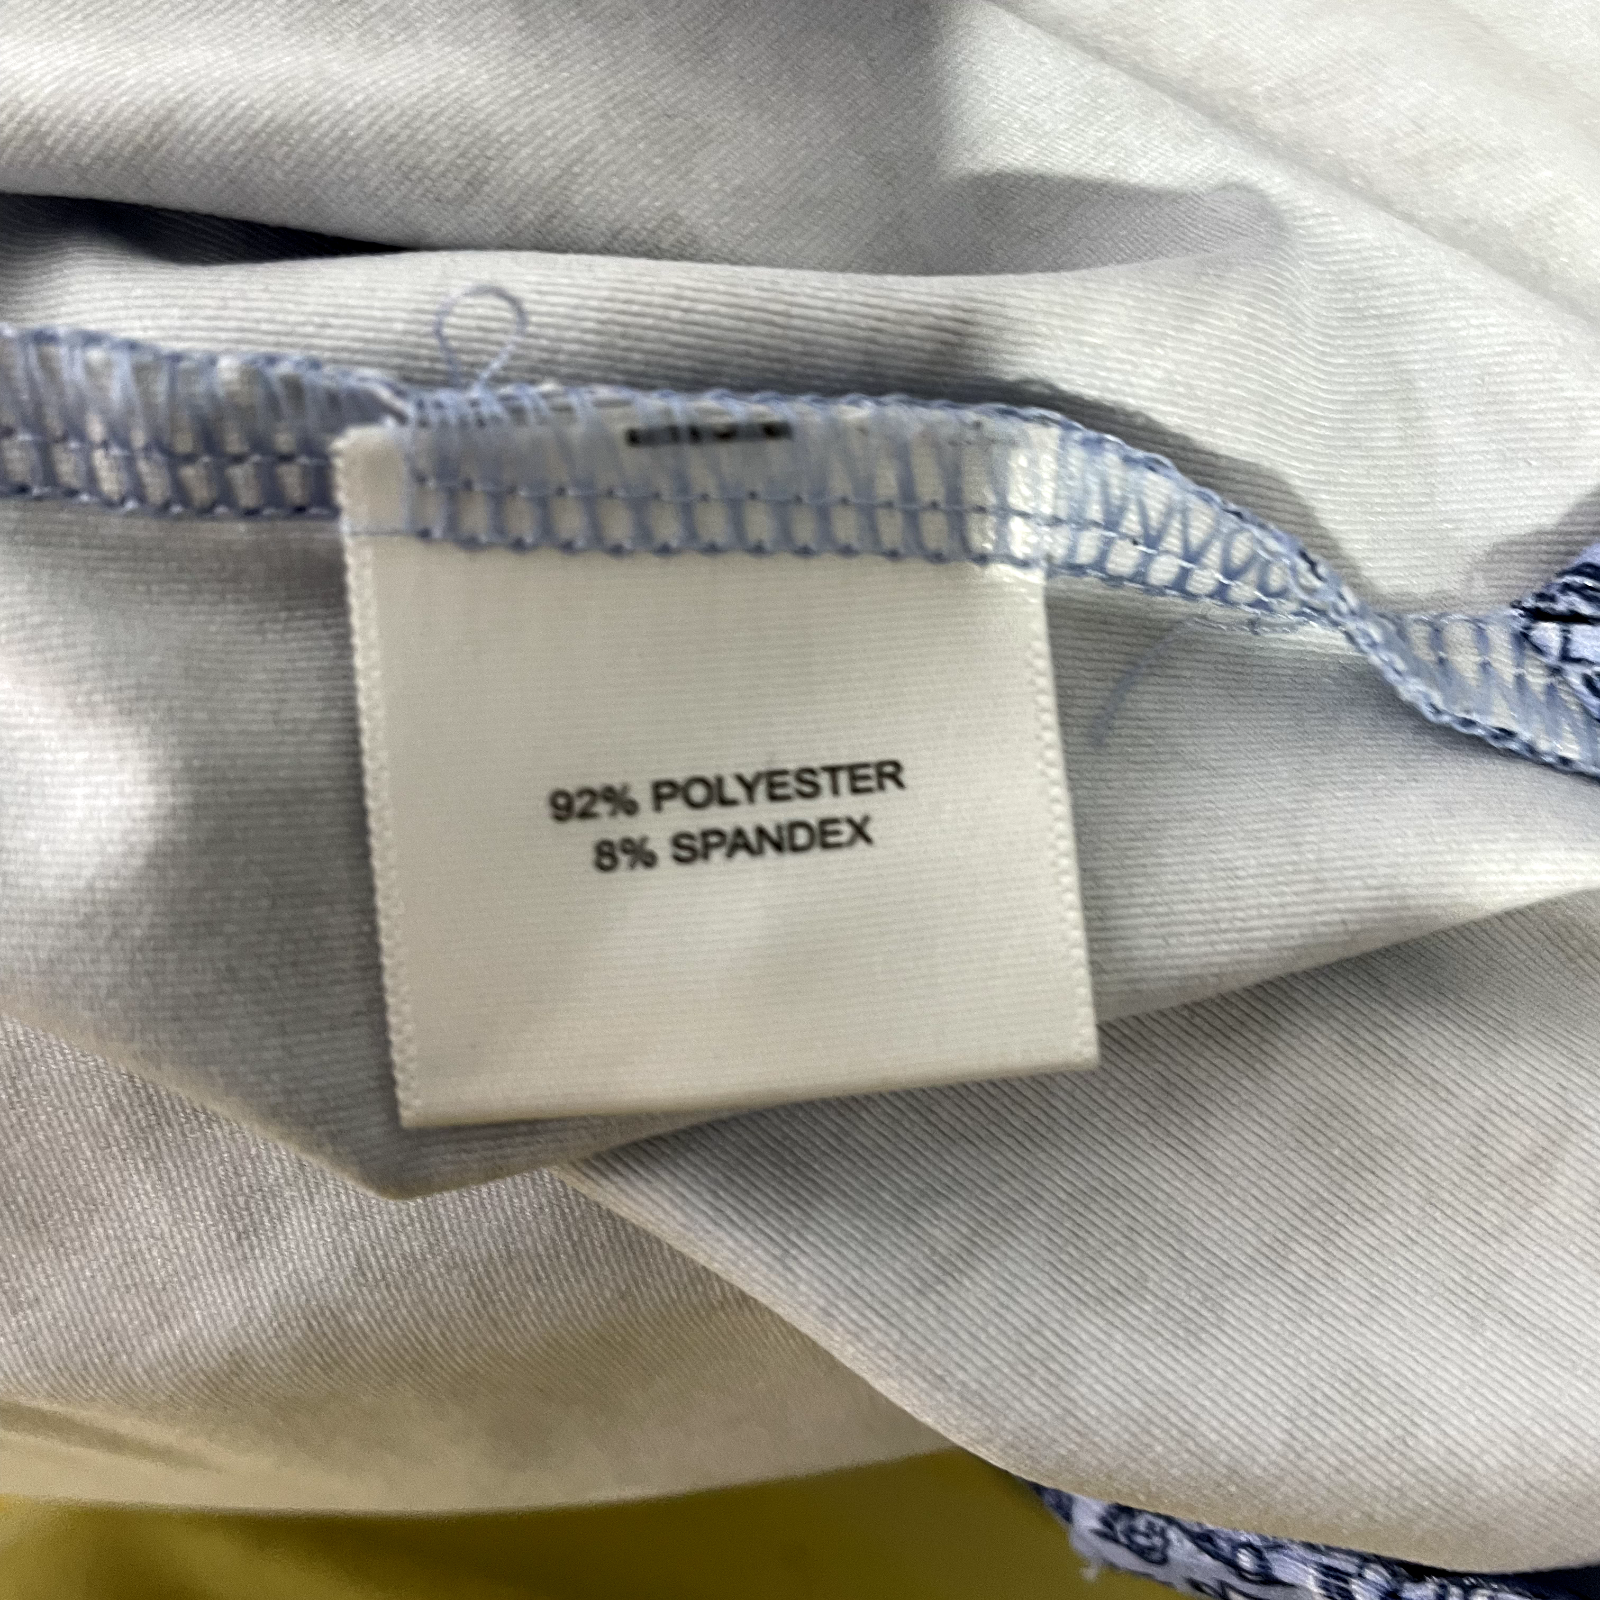 92% POLYESTER
8% SPANDEX